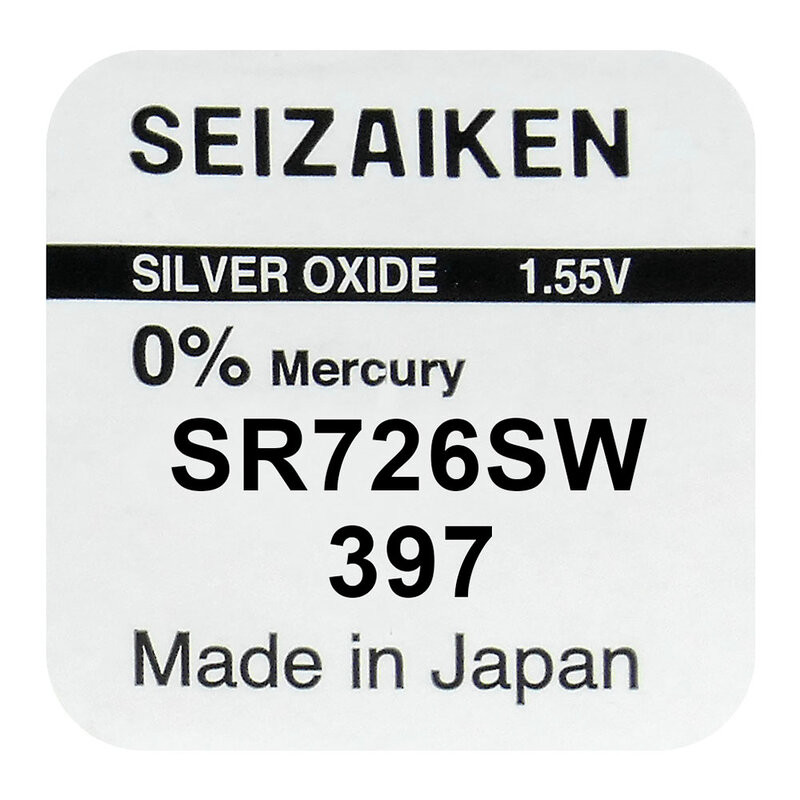 SEIZAIKEN
SILVER OXIDE 1.55V
0% Mercury
SR726SW
397
Made in Japan